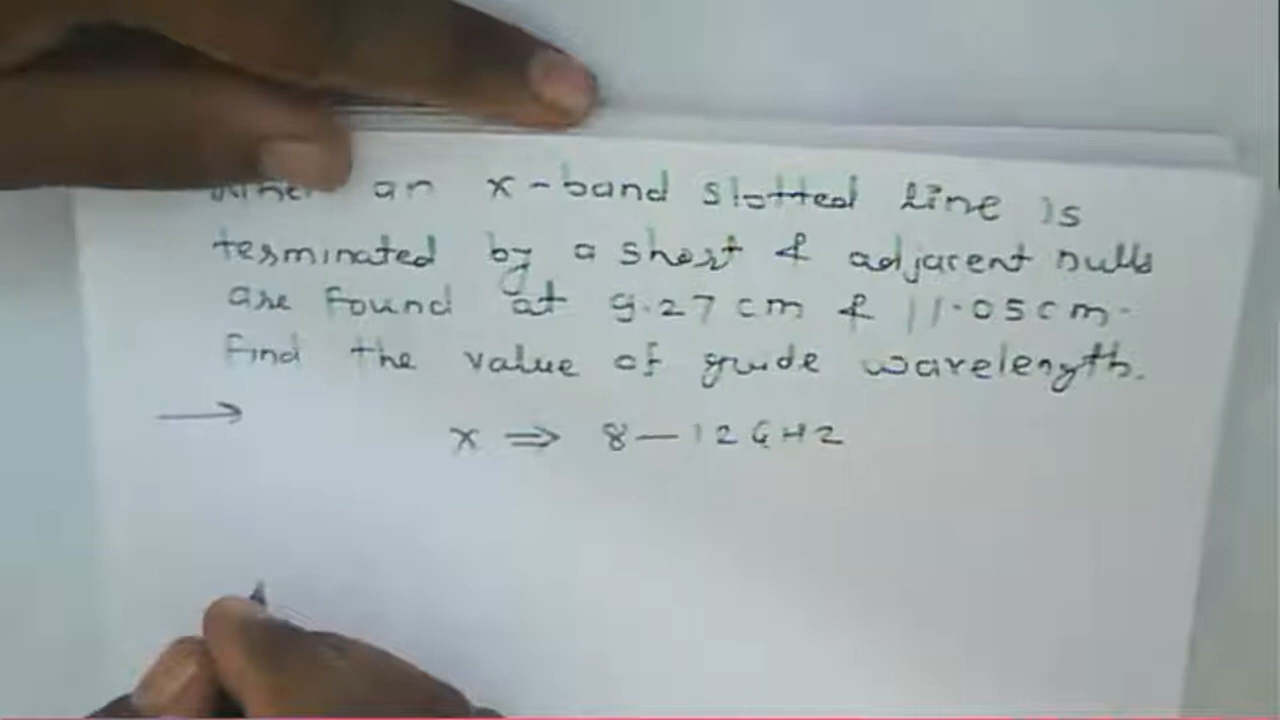 an x-band slotted line is
terminated by a short & adjacent nulls
are found at 9.27 cm & 11.05 cm.
Find the value of guide wavelength.
x ⇒ 8-12 GHz